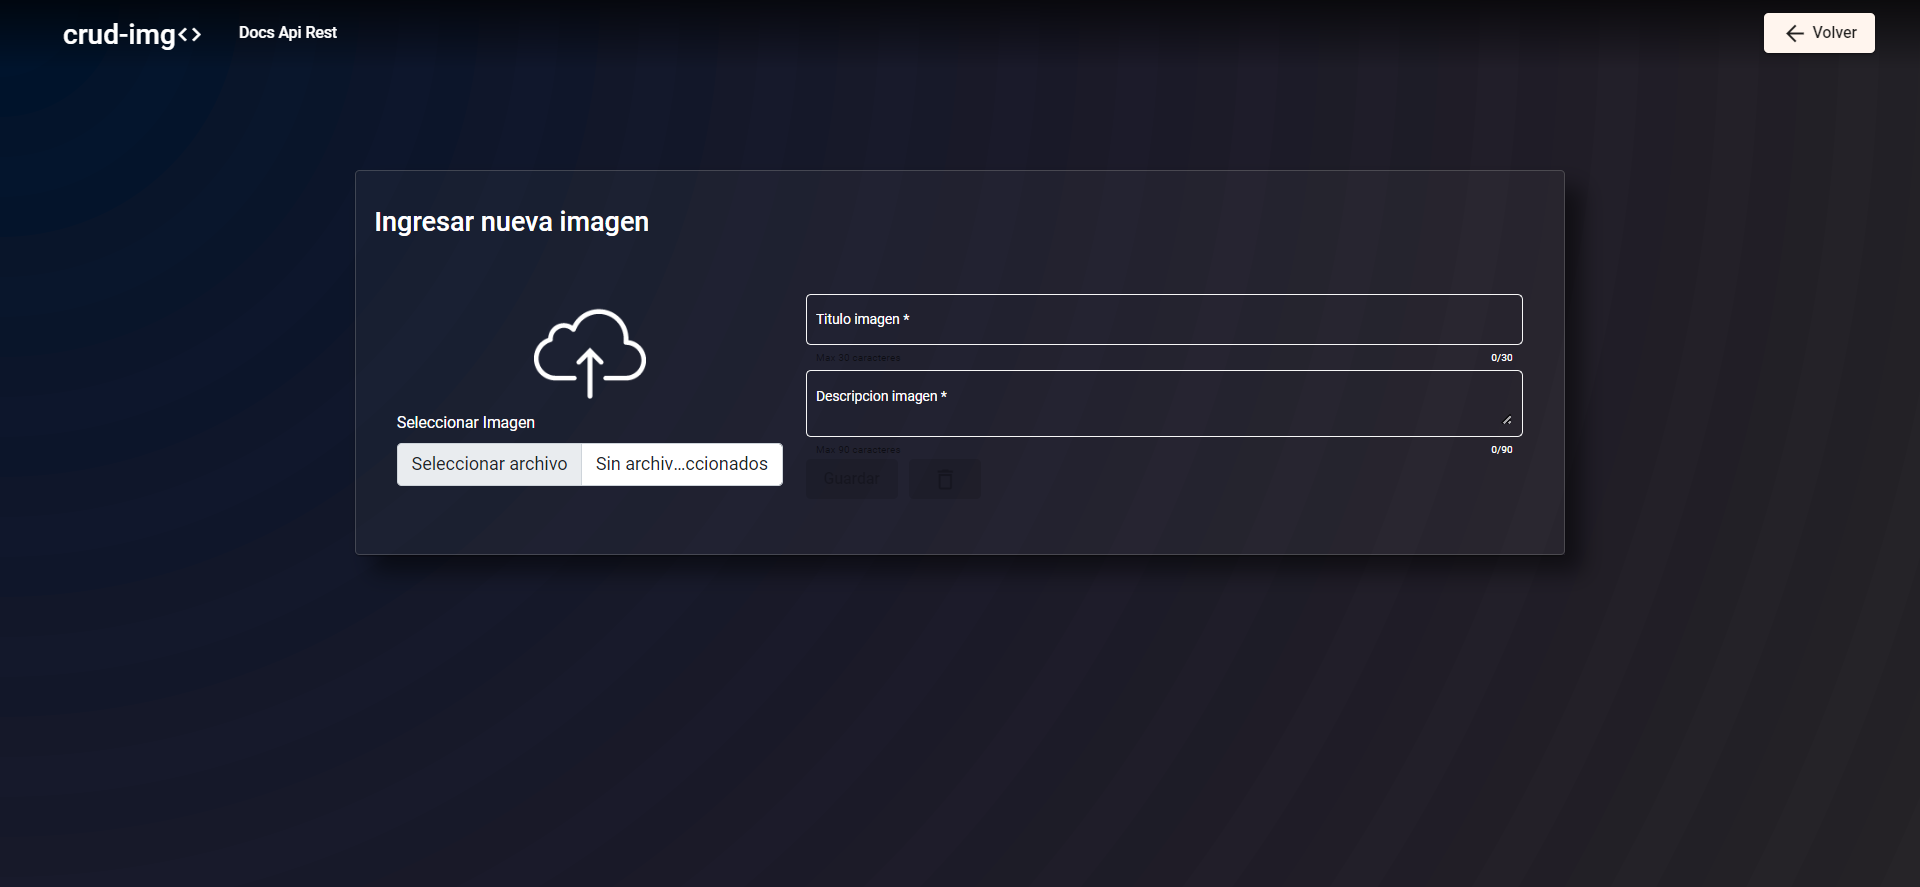 crud-img<>
Docs Api Rest
Volver
Ingresar nueva imagen
Titulo imagen *
Max 30 caracteres
0/30
Descripcion imagen *
Max 90 caracteres
0/90
Seleccionar Imagen
Seleccionar archivo
Sin archiv...ccionados
Guardar